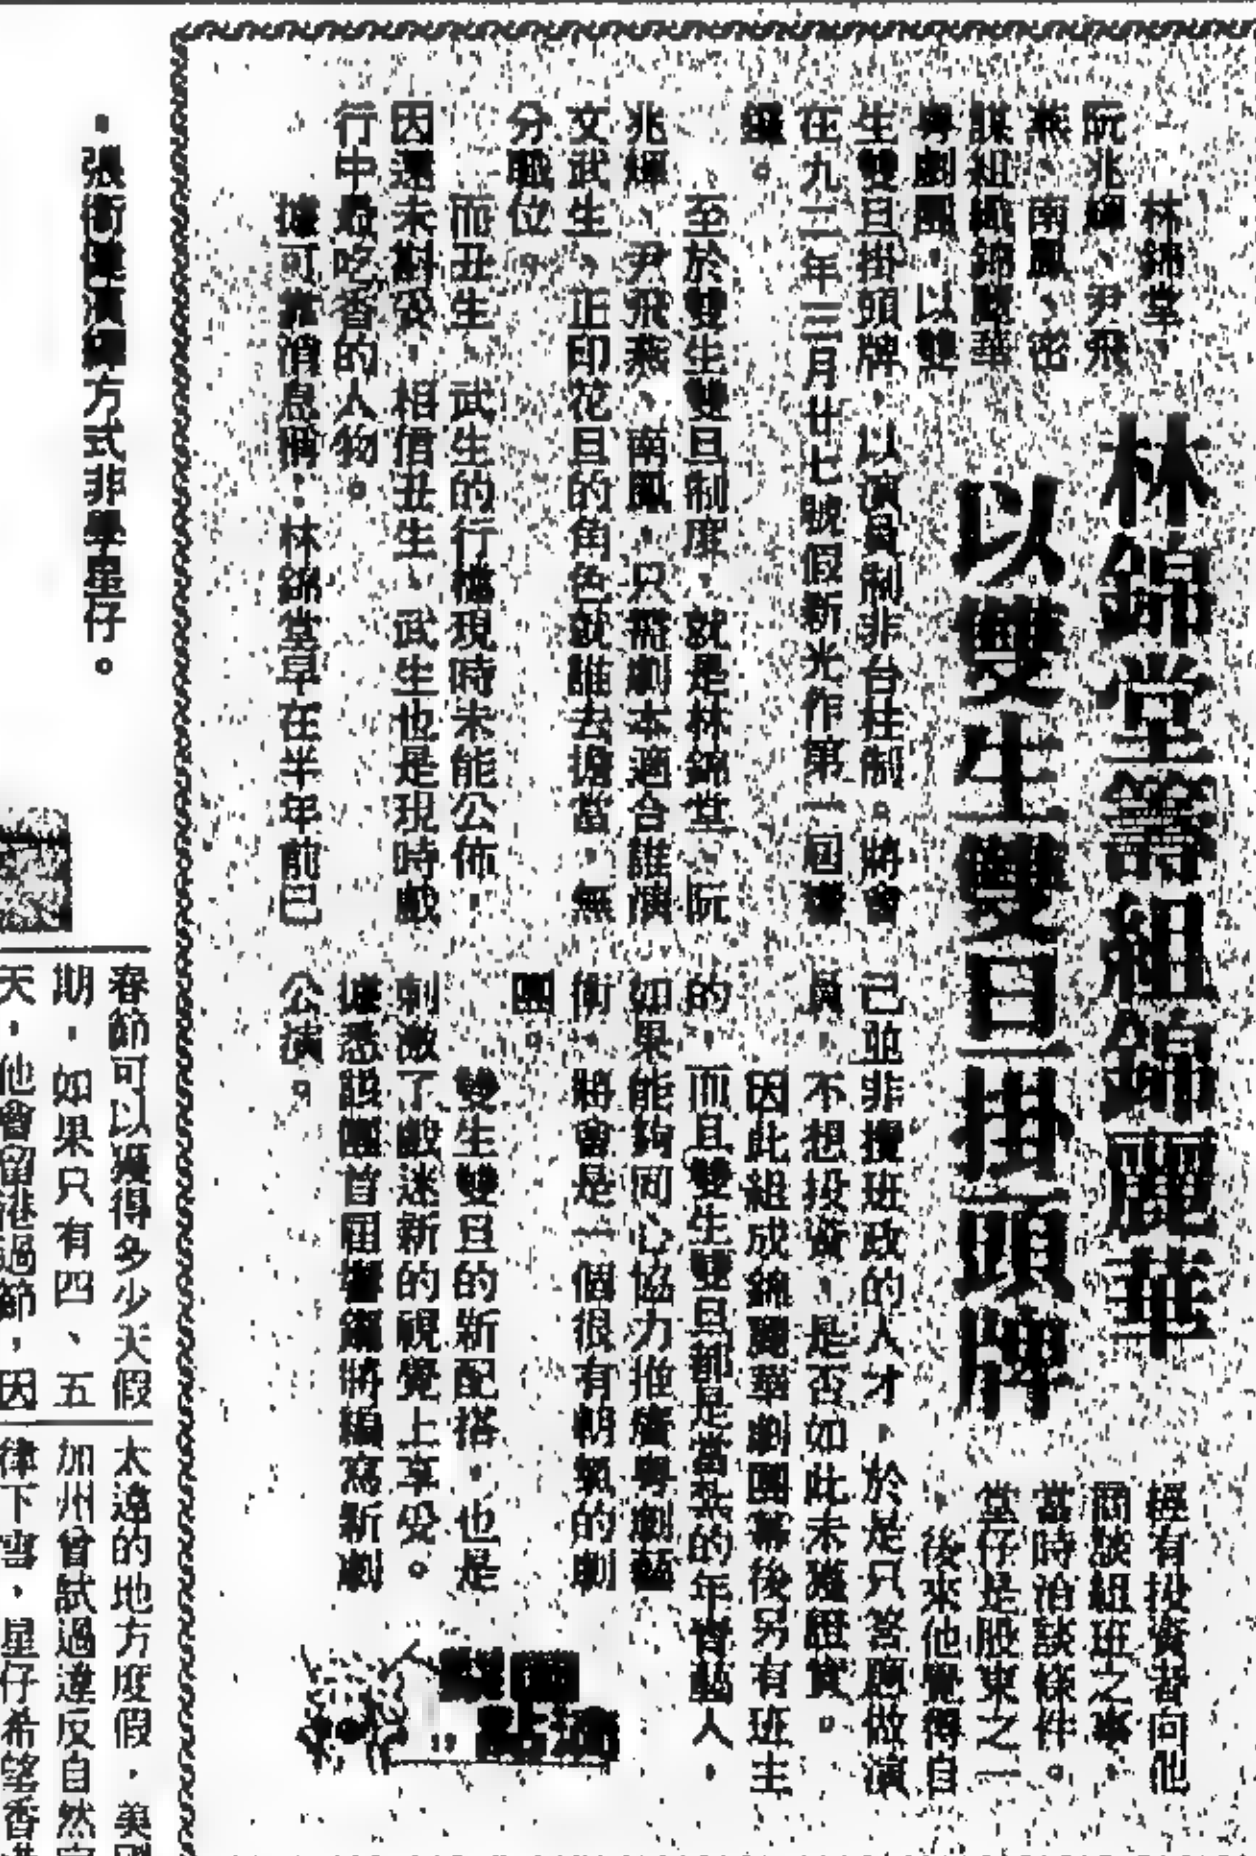 林錦堂籌組錦麗華
以雙生雙旦掛頭牌
林錦堂、
阮兆輝、尹飛
燕、南鳳、密
謀組織錦麗華
粵劇團,以雙
生雙旦掛頭牌,以演員制非台柱制。將會
在九二年三月廿七號假新光作第一屆
。
至於雙生雙旦制度,就是林錦堂、阮
兆輝、尹飛燕、南鳳,只需劇本適合誰演
文武生、正印花旦的角色就誰去擔當,無
分職位。
而丑生、武生的行檔現時未能公佈,
因還未斟妥,相信丑生、武生也是現時戲
行中最吃香的人物。
據可靠消息稱:林錦堂早在半年前已
經有投資者向他
商談組班之事,
當時洽談條件。
堂仔是股東之一
後來他覺得自
己並非攪班政的人才,於是只答應做演
員,不想投資,是否如此未獲證實。
因此組成錦麗華劇團幕後另有班主
的,而且雙生雙旦都是當紮的年青藝人,
如果能夠同心協力推廣粵劇藝
術,將會是一個很有朝氣的劇
團。
雙生雙旦的新配搭,也是
刺激了戲迷新的視覺上享受。
據悉該團首屆響鑼將編寫新劇
公演。
・張衛健演繹方式非學星仔。
春節可以獲得多少天假
期,如果只有四、五
天,他會留港過節,因
太遠的地方度假,美
加州曾試過違反自然
律下雪,星仔希望香